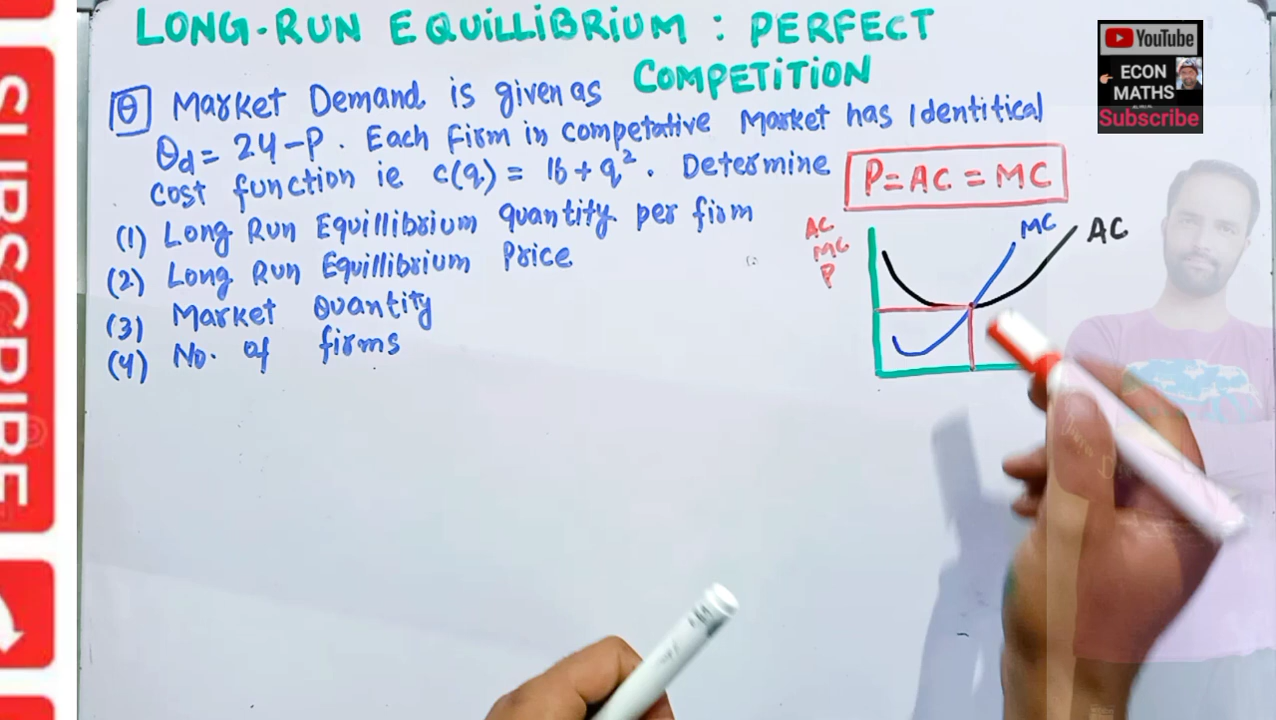 LONG-RUN EQUILLIBRIUM : PERFECT
COMPETITION
Q Market Demand is given as
Qd = 24-P. Each Firm in competative Market has Identitical
cost function ie c(q) = 16+q². Determine
(1) Long Run Equillibrium quantity per firm
(2) Long Run Equillibrium Price
(3) Market Quantity
(4) No. of firms
P=AC=MC
AC
MC
P
MC
AC
YouTube
ECON
MATHS
Subscribe
SUBSCRIBE